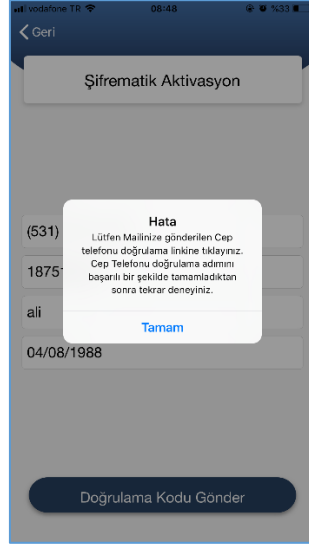 vodafone TR 08:48 %33
Geri
Şifrematik Aktivasyon
Hata
Lütfen Mailinize gönderilen Cep
telefonu doğrulama linkine tıklayınız.
Cep Telefonu doğrulama adımını
başarılı bir şekilde tamamladıktan
sonra tekrar deneyiniz.
Tamam
(531)
1875
ali
04/08/1988
Doğrulama Kodu Gönder